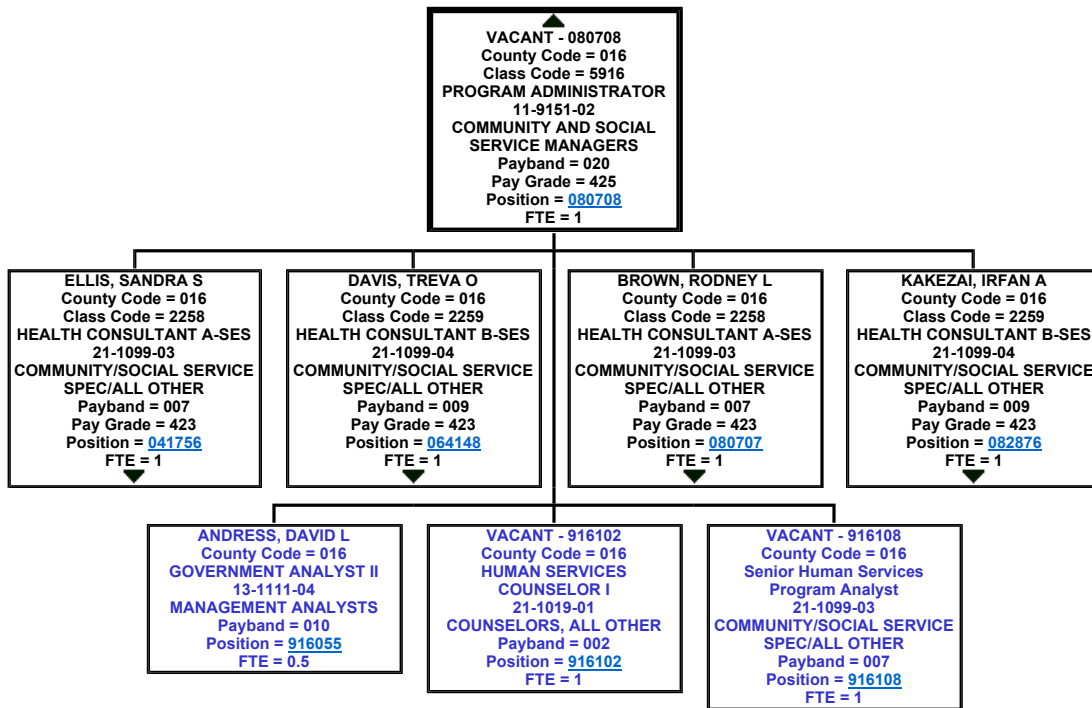 VACANT - 080708
County Code = 016
Class Code = 5916
PROGRAM ADMINISTRATOR
11-9151-02
COMMUNITY AND SOCIAL
SERVICE MANAGERS
Payband = 020
Pay Grade = 425
Position = 080708
FTE = 1
ELLIS, SANDRA S
County Code = 016
Class Code = 2258
HEALTH CONSULTANT A-SES
21-1099-03
COMMUNITY/SOCIAL SERVICE
SPEC/ALL OTHER
Payband = 007
Pay Grade = 423
Position = 041756
FTE = 1
DAVIS, TREVA O
County Code = 016
Class Code = 2259
HEALTH CONSULTANT B-SES
21-1099-04
COMMUNITY/SOCIAL SERVICE
SPEC/ALL OTHER
Payband = 009
Pay Grade = 423
Position = 064148
FTE = 1
BROWN, RODNEY L
County Code = 016
Class Code = 2258
HEALTH CONSULTANT A-SES
21-1099-03
COMMUNITY/SOCIAL SERVICE
SPEC/ALL OTHER
Payband = 007
Pay Grade = 423
Position = 080707
FTE = 1
KAKEZAI, IRFAN A
County Code = 016
Class Code = 2259
HEALTH CONSULTANT B-SES
21-1099-04
COMMUNITY/SOCIAL SERVICE
SPEC/ALL OTHER
Payband = 009
Pay Grade = 423
Position = 082876
FTE = 1
ANDRESS, DAVID L
County Code = 016
GOVERNMENT ANALYST II
13-1111-04
MANAGEMENT ANALYSTS
Payband = 010
Position = 916055
FTE = 0.5
VACANT - 916102
County Code = 016
HUMAN SERVICES
COUNSELOR I
21-1019-01
COUNSELORS, ALL OTHER
Payband = 002
Position = 916102
FTE = 1
VACANT - 916108
County Code = 016
Senior Human Services
Program Analyst
21-1099-03
COMMUNITY/SOCIAL SERVICE
SPEC/ALL OTHER
Payband = 007
Position = 916108
FTE = 1